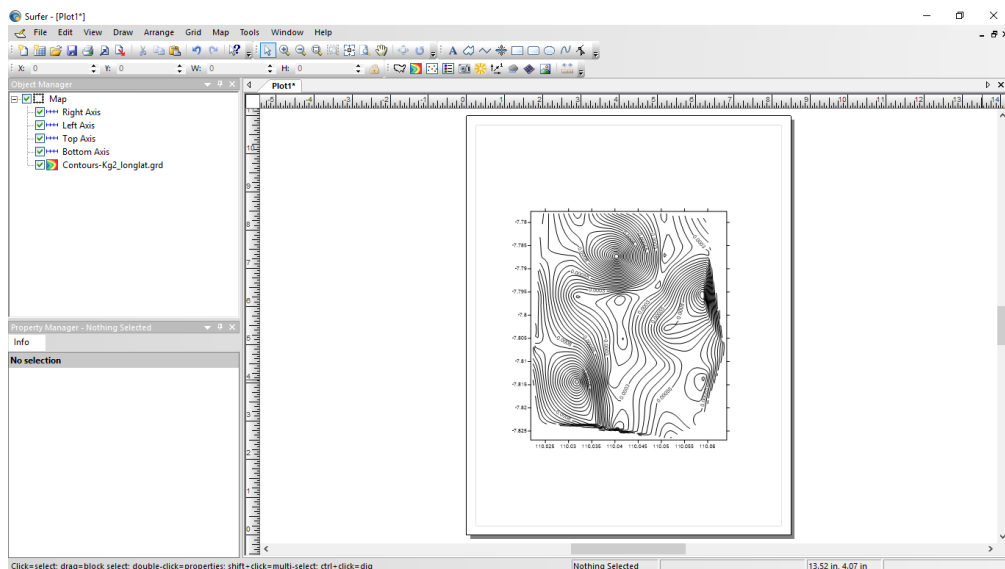 Surfer - [Plot1*]
File Edit View Draw Arrange Grid Map Tools Window Help
X: 0 Y: 0 W: 0 H: 0
Object Manager
Plot1*
Map
Right Axis
Left Axis
Top Axis
Bottom Axis
Contours-Kg2_longlat.grd
Property Manager - Nothing Selected
Info
No selection
-7.78
-7.785
-7.79
-7.795
-7.8
-7.805
-7.81
-7.815
-7.82
-7.825
110.025 110.03 110.035 110.04 110.045 110.05 110.055 110.06
Click=select; drag=block select; double-click=properties; shift+click=multi-select; ctrl+click=dig
Nothing Selected
13.52 in, 4.07 in